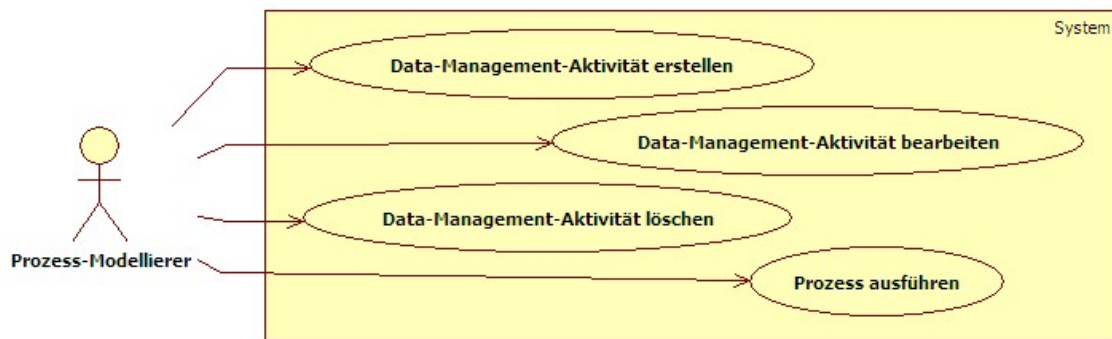 System
Data-Management-Aktivität erstellen
Data-Management-Aktivität bearbeiten
Data-Management-Aktivität löschen
Prozess-Modellierer
Prozess ausführen